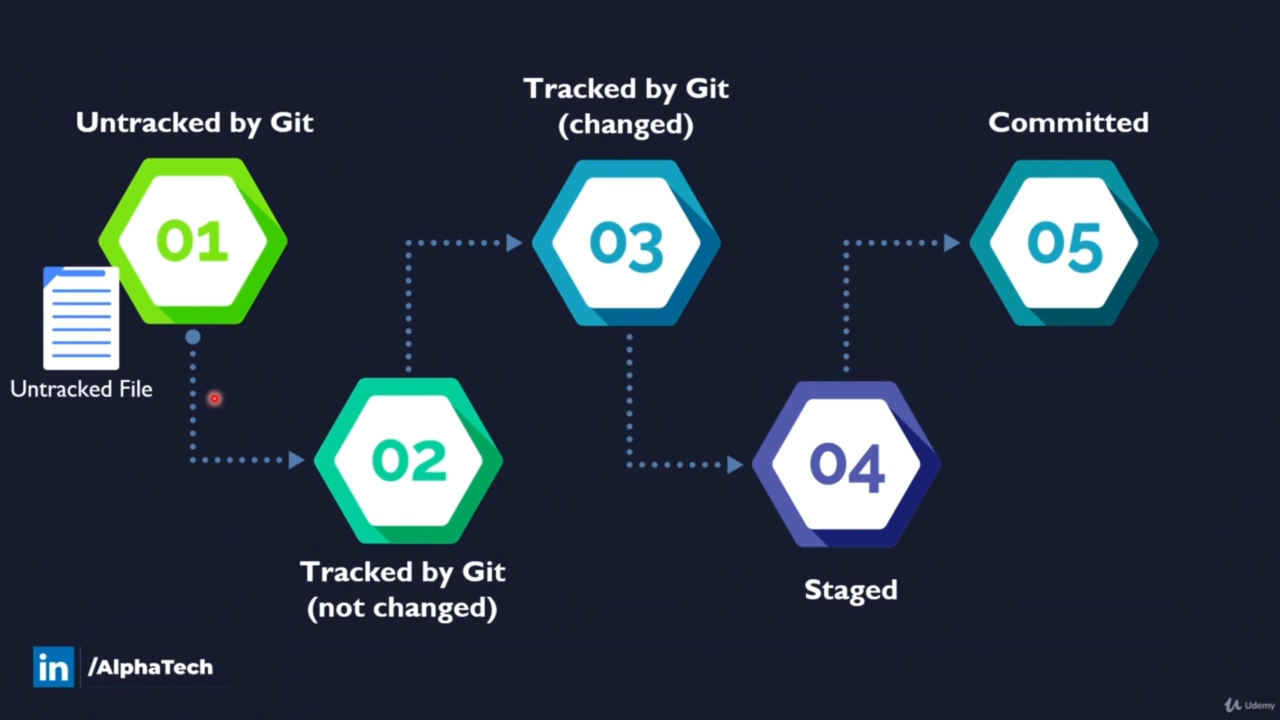 Untracked by Git
01
Untracked File
02
Tracked by Git
(not changed)
Tracked by Git
(changed)
03
04
Staged
Committed
05
in
/AlphaTech
Udemy